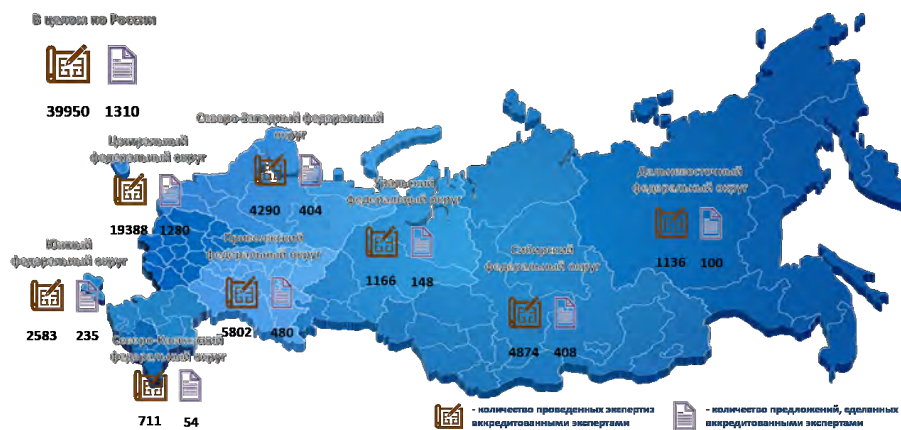 В целом по России
39950 1310
Северо-Западный федеральный
округ
4290 404
Центральный
федеральный округ
19388 1280
Уральский
федеральный округ
1166 148
Дальневосточный
федеральный округ
1136 100
Южный
федеральный округ
2583 235
Приволжский
федеральный округ
5802 480
Сибирский
федеральный округ
4874 408
Северо-Кавказский
федеральный округ
711 54
- количество проведенных экспертиз
аккредитованными экспертами
- количество предложений, сделанных
аккредитованными экспертами